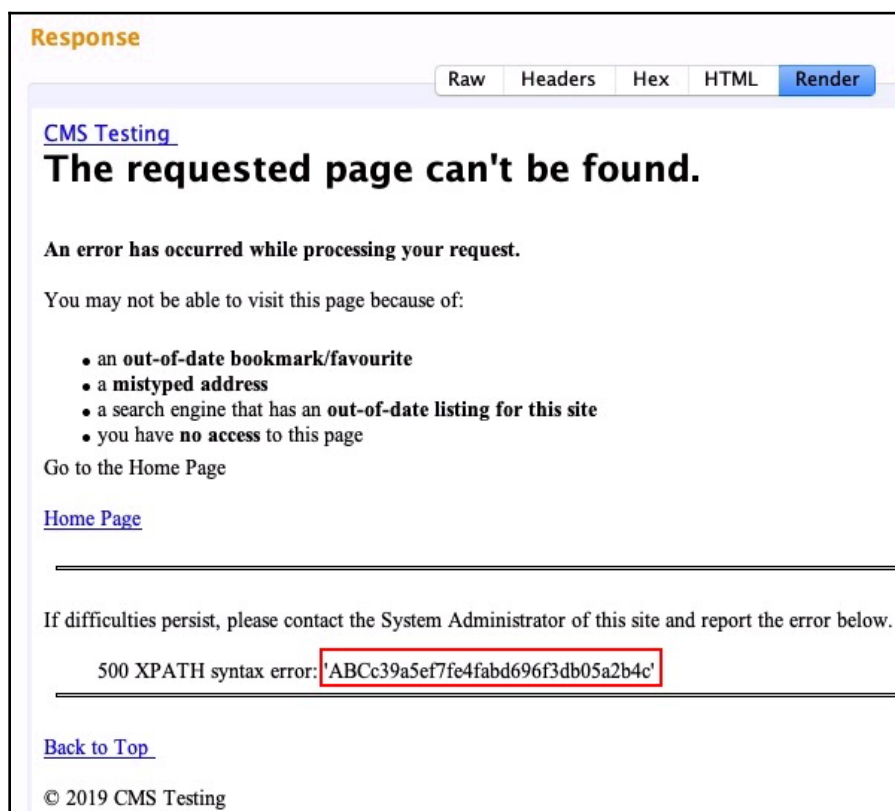 Response
Raw Headers Hex HTML Render
CMS Testing
The requested page can't be found.
An error has occurred while processing your request.
You may not be able to visit this page because of:
• an out-of-date bookmark/favourite
• a mistyped address
• a search engine that has an out-of-date listing for this site
• you have no access to this page
Go to the Home Page
Home Page
If difficulties persist, please contact the System Administrator of this site and report the error below.
500 XPATH syntax error: 'ABCc39a5ef7fe4fabd696f3db05a2b4c'
Back to Top
© 2019 CMS Testing